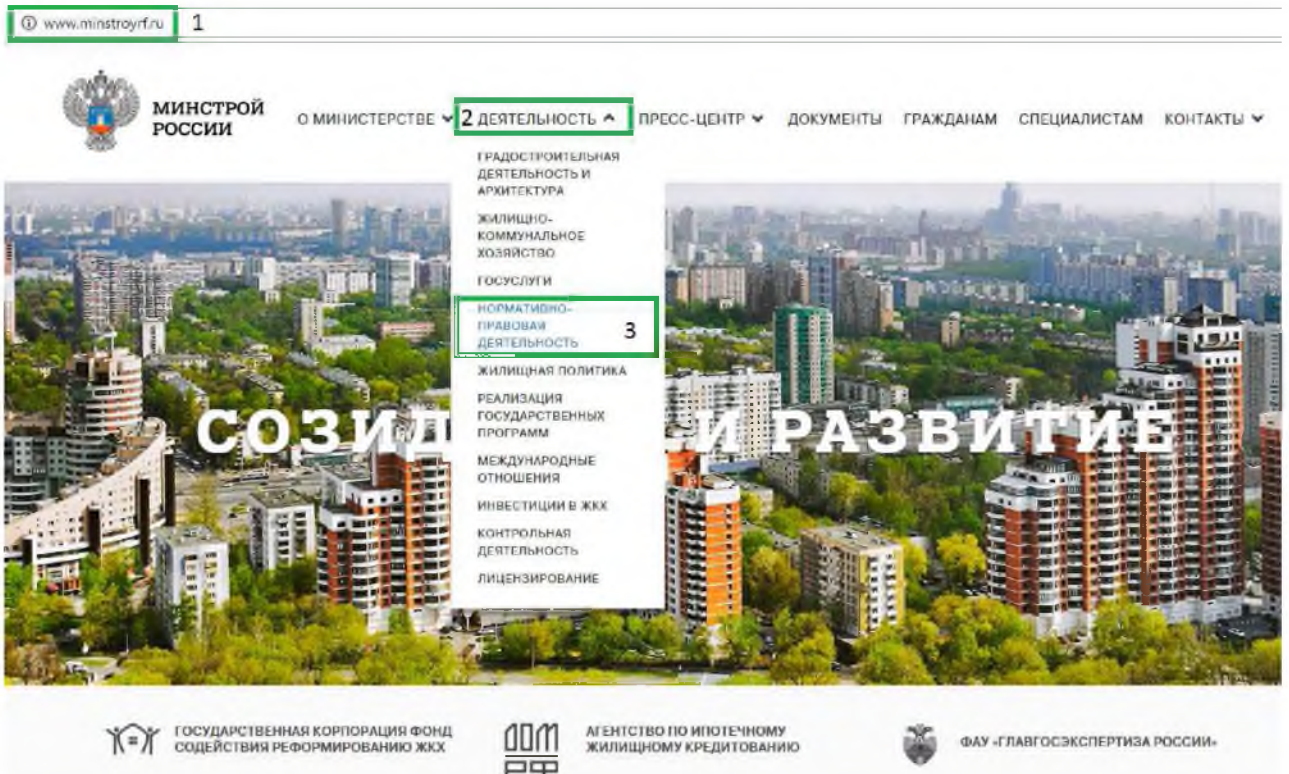 www.minstroyrf.ru 1
МИНСТРОЙ
РОССИИ
О МИНИСТЕРСТВЕ 2 ДЕЯТЕЛЬНОСТЬ ПРЕСС-ЦЕНТР ДОКУМЕНТЫ ГРАЖДАНАМ СПЕЦИАЛИСТАМ КОНТАКТЫ
ГРАДОСТРОИТЕЛЬНАЯ
ДЕЯТЕЛЬНОСТЬ И
АРХИТЕКТУРА
ЖИЛИЩНО-
КОММУНАЛЬНОЕ
ХОЗЯЙСТВО
ГОСУСЛУГИ
НОРМАТИВНО-
ПРАВОВАЯ 3
ДЕЯТЕЛЬНОСТЬ
ЖИЛИЩНАЯ ПОЛИТИКА
РЕАЛИЗАЦИЯ
ГОСУДАРСТВЕННЫХ
ПРОГРАММ
МЕЖДУНАРОДНЫЕ
ОТНОШЕНИЯ
ИНВЕСТИЦИИ В ЖКХ
КОНТРОЛЬНАЯ
ДЕЯТЕЛЬНОСТЬ
ЛИЦЕНЗИРОВАНИЕ
СОЗИД И РАЗВИТИЕ
ГОСУДАРСТВЕННАЯ КОРПОРАЦИЯ ФОНД
СОДЕЙСТВИЯ РЕФОРМИРОВАНИЮ ЖКХ
ДОМ
РФ
АГЕНТСТВО ПО ИПОТЕЧНОМУ
ЖИЛИЩНОМУ КРЕДИТОВАНИЮ
ФАУ «ГЛАВГОСЭКСПЕРТИЗА РОССИИ»